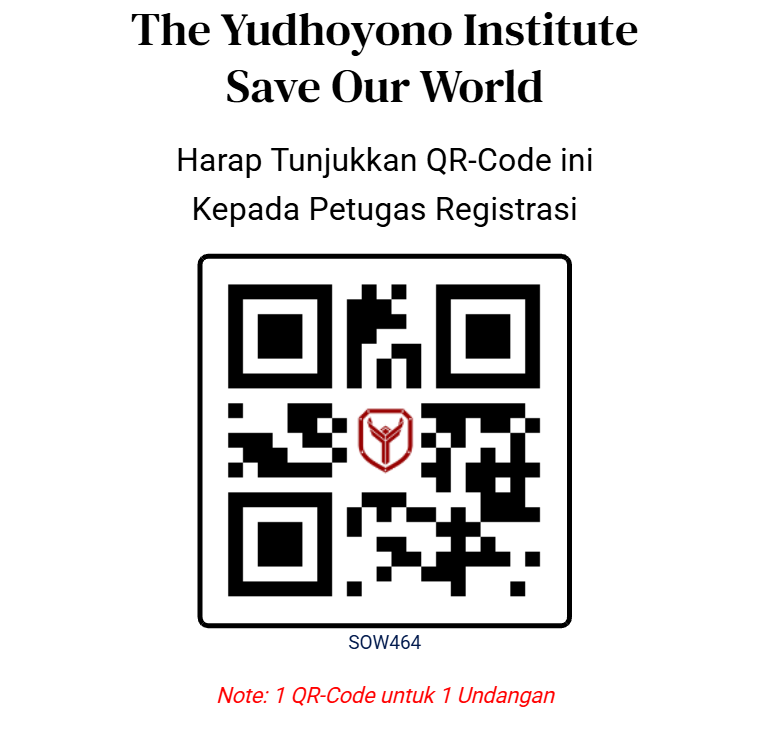 The Yudhoyono Institute
Save Our World
Harap Tunjukkan QR-Code ini
Kepada Petugas Registrasi
SOW464
Note: 1 QR-Code untuk 1 Undangan